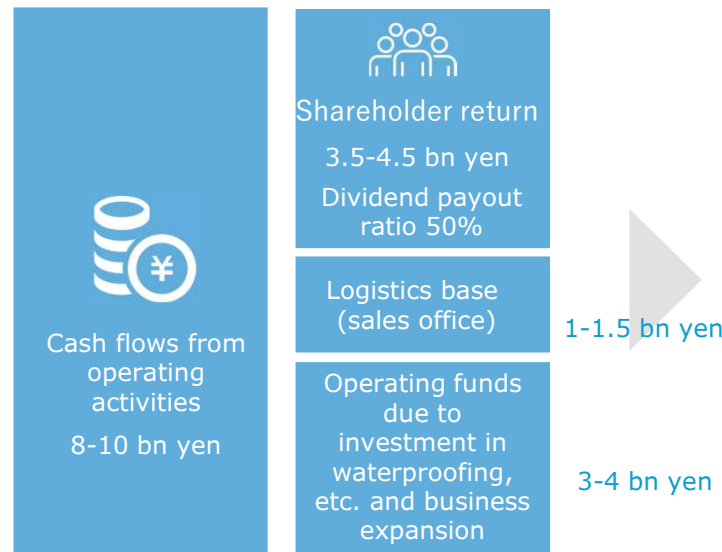 ¥
Cash flows from
operating
activities
8-10 bn yen
Shareholder return
3.5-4.5 bn yen
Dividend payout
ratio 50%
Logistics base
(sales office)
1-1.5 bn yen
Operating funds
due to
investment in
waterproofing,
etc. and business
expansion
3-4 bn yen